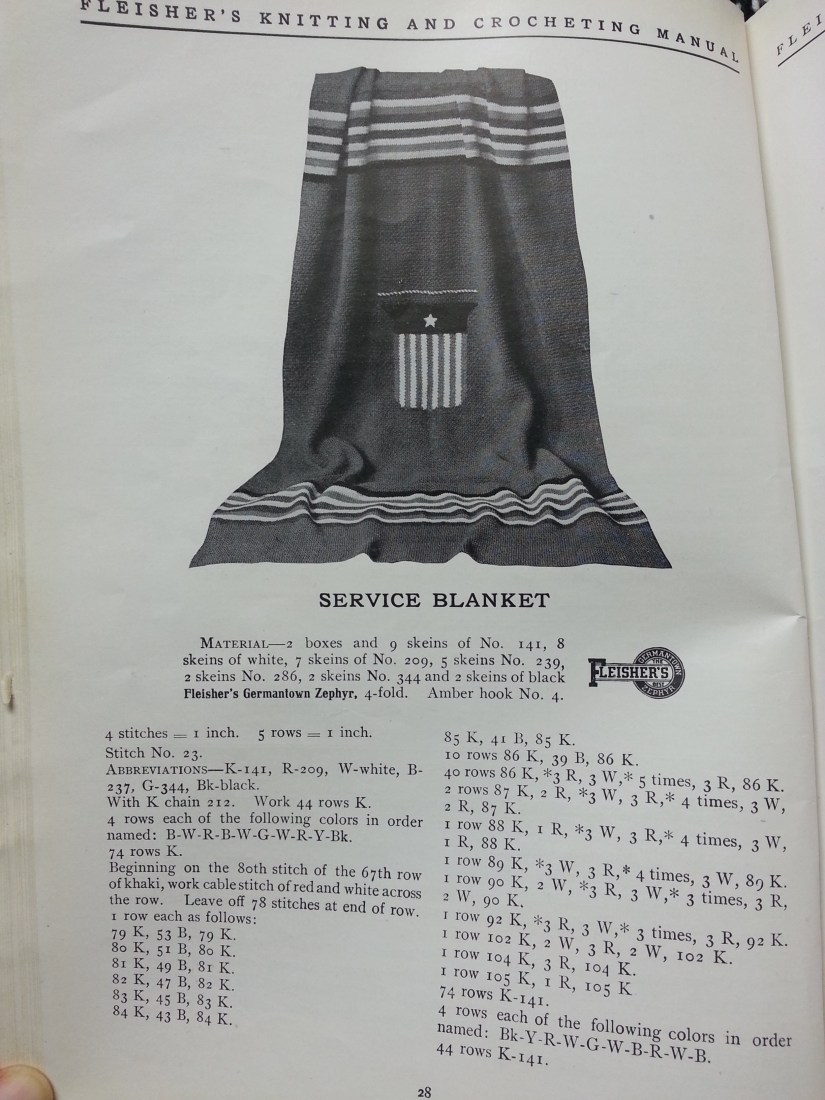 FLEISHER'S KNITTING AND CROCHETING MANUAL
FLEI
SERVICE BLANKET
MATERIAL—2 boxes and 9 skeins of No. 141, 8
skeins of white, 7 skeins of No. 209, 5 skeins No. 239,
2 skeins No. 286, 2 skeins No. 344 and 2 skeins of black
Fleisher's Germantown Zephyr, 4-fold. Amber hook No. 4.
GERMANTOWN
THE
FLEISHER'S
ZEPHYR
4 stitches = 1 inch. 5 rows = 1 inch.
Stitch No. 23.
ABBREVIATIONS—K-141, R-209, W-white, B-
237, G-344, Bk-black.
With K chain 212. Work 44 rows K.
4 rows each of the following colors in order
named: B-W-R-B-W-G-W-R-Y-Bk.
74 rows K.
Beginning on the 80th stitch of the 67th row
of khaki, work cable stitch of red and white across
the row. Leave off 78 stitches at end of row.
1 row each as follows:
79 K, 53 B, 79 K.
80 K, 51 B, 80 K.
81 K, 49 B, 81 K.
82 K, 47 B, 82 K.
83 K, 45 B, 83 K.
84 K, 43 B, 84 K.
85 K, 41 B, 85 K.
10 rows 86 K, 39 B, 86 K.
40 rows 86 K, *3 R, 3 W,* 5 times, 3 R, 86 K.
2 rows 87 K, 2 R, *3 W, 3 R,* 4 times, 3 W,
2 R, 87 K.
1 row 88 K, 1 R, *3 W, 3 R,* 4 times, 3 W,
1 R, 88 K.
1 row 89 K, *3 W, 3 R,* 4 times, 3 W, 89 K.
1 row 90 K, 2 W, *3 R, 3 W,* 3 times, 3 R,
2 W, 90 K.
1 row 92 K, *3 R, 3 W,* 3 times, 3 R, 92 K.
1 row 102 K, 2 W, 3 R, 2 W, 102 K.
1 row 104 K, 3 R, 104 K.
1 row 105 K, 1 R, 105 K
74 rows K-141.
4 rows each of the following colors in order
named: Bk-Y-R-W-G-W-B-R-W-B.
44 rows K-141.
28